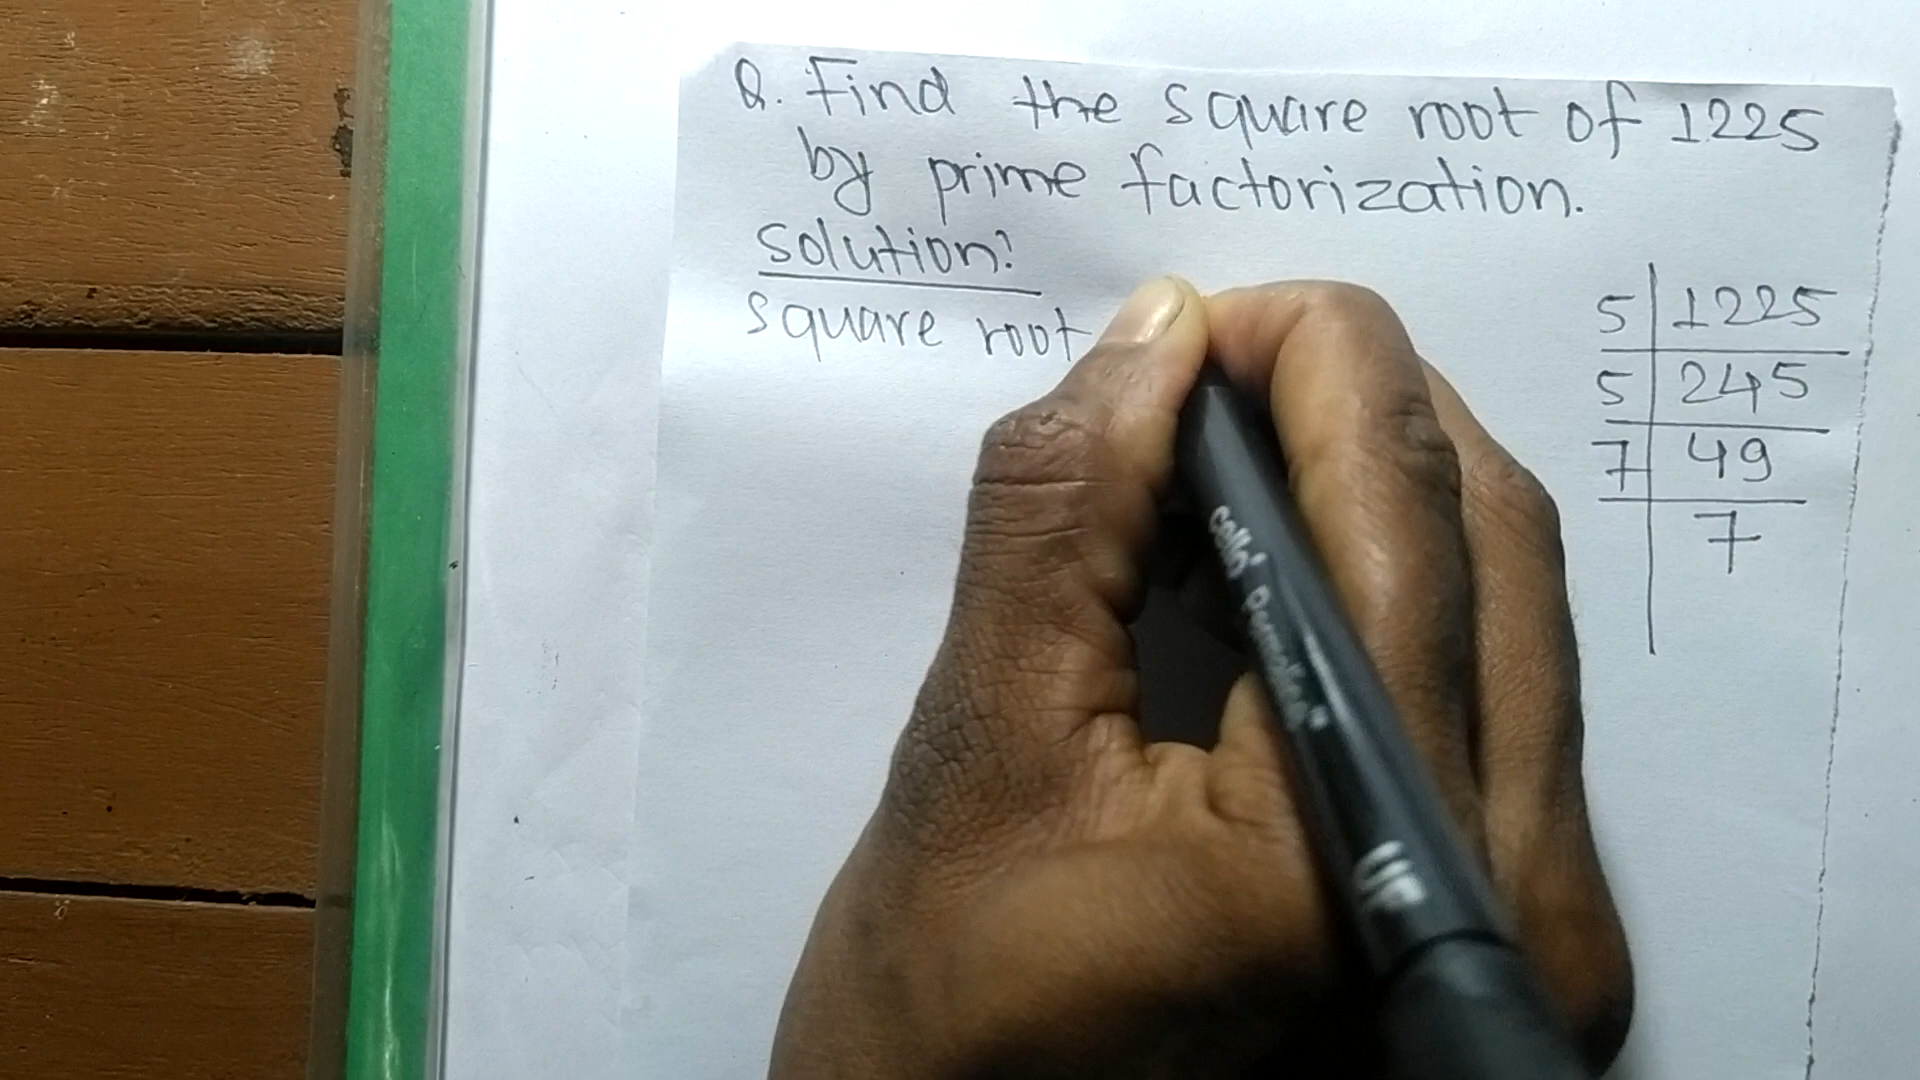 Q. Find the square root of 1225
by prime factorization.
Solution:
square root
5 | 1225
5 | 245
7 | 49
7
cello